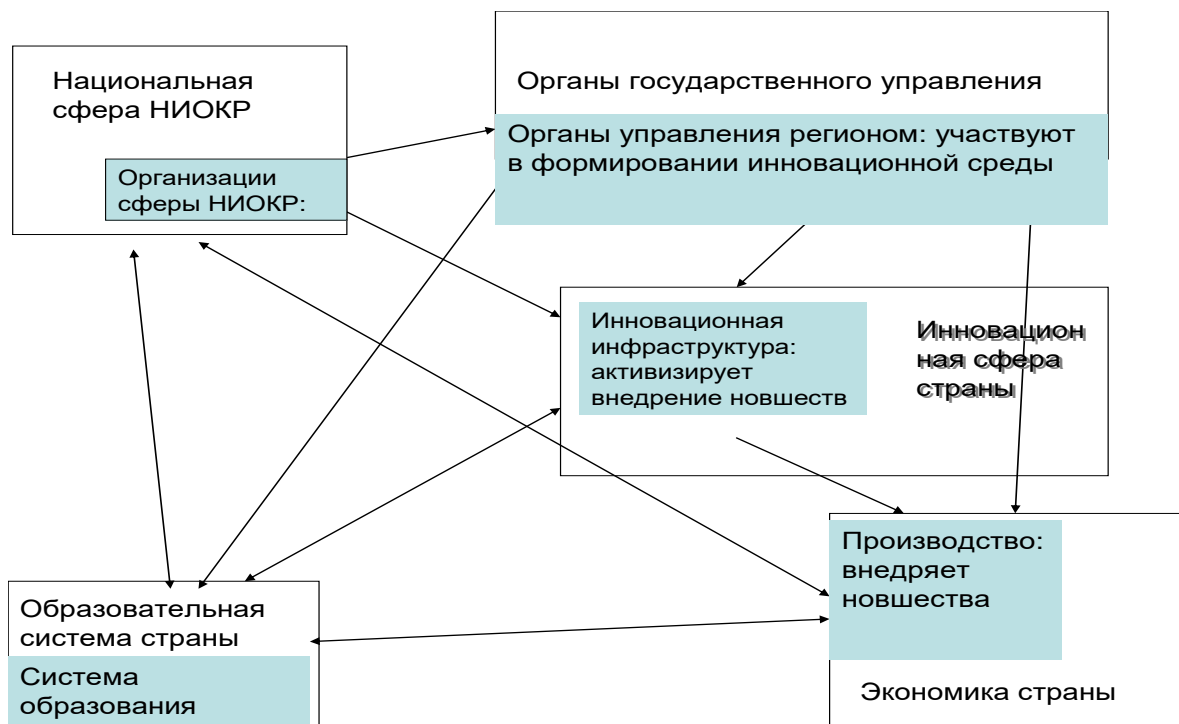 Национальная
сфера НИОКР
Организации
сферы НИОКР:
Органы государственного управления
Органы управления регионом: участвуют
в формировании инновационной среды
Инновационная
инфраструктура:
активизирует
внедрение новшеств
Инновацион
ная сфера
страны
Образовательная
система страны
Система
образования
Производство:
внедряет
новшества
Экономика страны